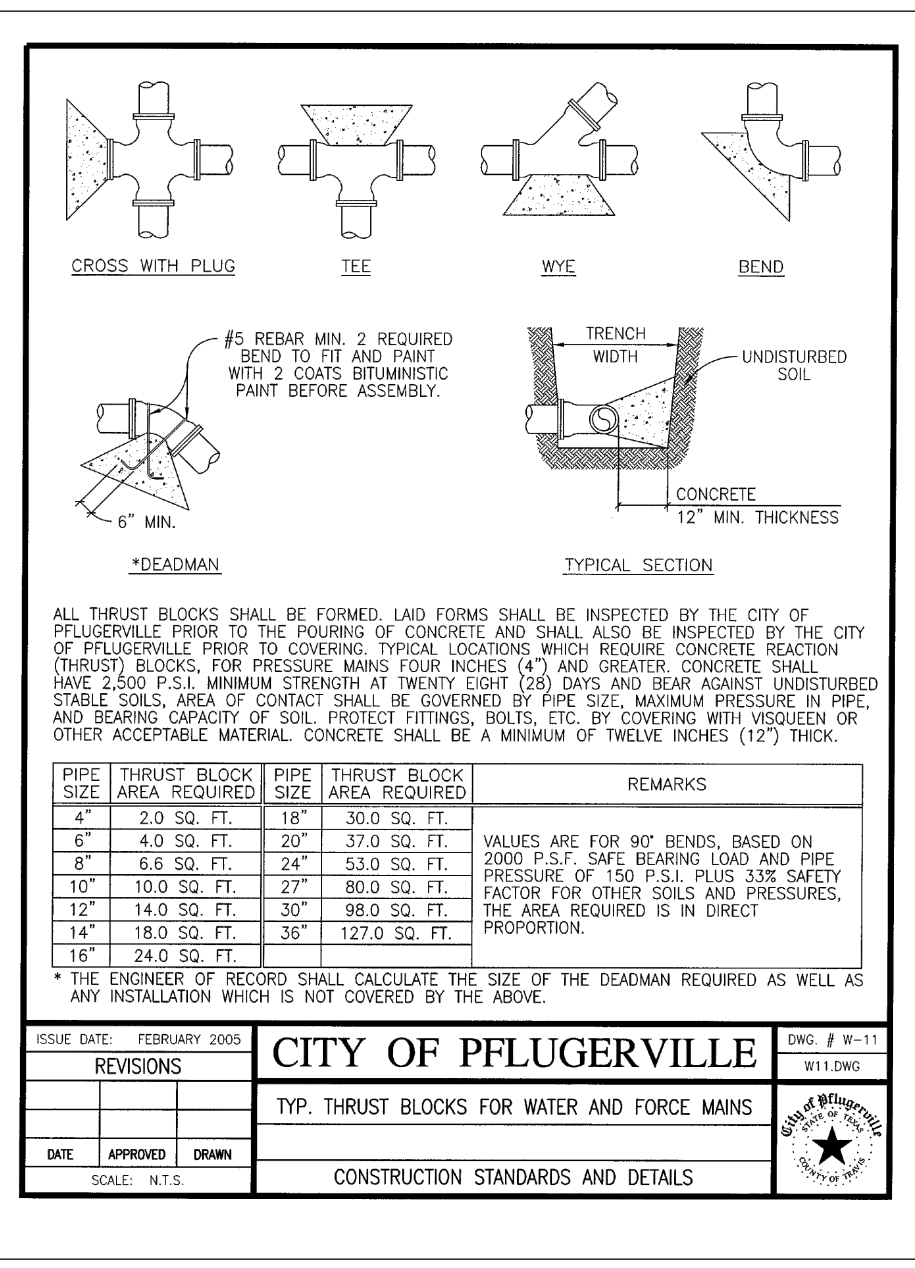 CROSS WITH PLUG
TEE
WYE
BEND
#5 REBAR MIN. 2 REQUIRED
BEND TO FIT AND PAINT
WITH 2 COATS BITUMINISTIC
PAINT BEFORE ASSEMBLY.
6" MIN.
*DEADMAN
TRENCH
WIDTH
UNDISTURBED
SOIL
CONCRETE
12" MIN. THICKNESS
TYPICAL SECTION
ALL THRUST BLOCKS SHALL BE FORMED. LAID FORMS SHALL BE INSPECTED BY THE CITY OF
PFLUGERVILLE PRIOR TO THE POURING OF CONCRETE AND SHALL ALSO BE INSPECTED BY THE CITY
OF PFLUGERVILLE PRIOR TO COVERING. TYPICAL LOCATIONS WHICH REQUIRE CONCRETE REACTION
(THRUST) BLOCKS, FOR PRESSURE MAINS FOUR INCHES (4") AND GREATER. CONCRETE SHALL
HAVE 2,500 P.S.I. MINIMUM STRENGTH AT TWENTY EIGHT (28) DAYS AND BEAR AGAINST UNDISTURBED
STABLE SOILS, AREA OF CONTACT SHALL BE GOVERNED BY PIPE SIZE, MAXIMUM PRESSURE IN PIPE,
AND BEARING CAPACITY OF SOIL. PROTECT FITTINGS, BOLTS, ETC. BY COVERING WITH VISQUEEN OR
OTHER ACCEPTABLE MATERIAL. CONCRETE SHALL BE A MINIMUM OF TWELVE INCHES (12") THICK.
PIPE SIZE THRUST BLOCK AREA REQUIRED PIPE SIZE THRUST BLOCK AREA REQUIRED REMARKS
4" 2.0 SQ. FT. 18" 30.0 SQ. FT.
6" 4.0 SQ. FT. 20" 37.0 SQ. FT.
8" 6.6 SQ. FT. 24" 53.0 SQ. FT.
10" 10.0 SQ. FT. 27" 80.0 SQ. FT.
12" 14.0 SQ. FT. 30" 98.0 SQ. FT.
14" 18.0 SQ. FT. 36" 127.0 SQ. FT.
16" 24.0 SQ. FT.
VALUES ARE FOR 90° BENDS, BASED ON
2000 P.S.F. SAFE BEARING LOAD AND PIPE
PRESSURE OF 150 P.S.I. PLUS 33% SAFETY
FACTOR FOR OTHER SOILS AND PRESSURES,
THE AREA REQUIRED IS IN DIRECT
PROPORTION.
* THE ENGINEER OF RECORD SHALL CALCULATE THE SIZE OF THE DEADMAN REQUIRED AS WELL AS
ANY INSTALLATION WHICH IS NOT COVERED BY THE ABOVE.
ISSUE DATE: FEBRUARY 2005
REVISIONS
DATE APPROVED DRAWN
SCALE: N.T.S.
CITY OF PFLUGERVILLE
TYP. THRUST BLOCKS FOR WATER AND FORCE MAINS
CONSTRUCTION STANDARDS AND DETAILS
DWG. # W-11
W11.DWG
City of Pflugerville
STATE OF TEXAS
COUNTY OF TRAVIS